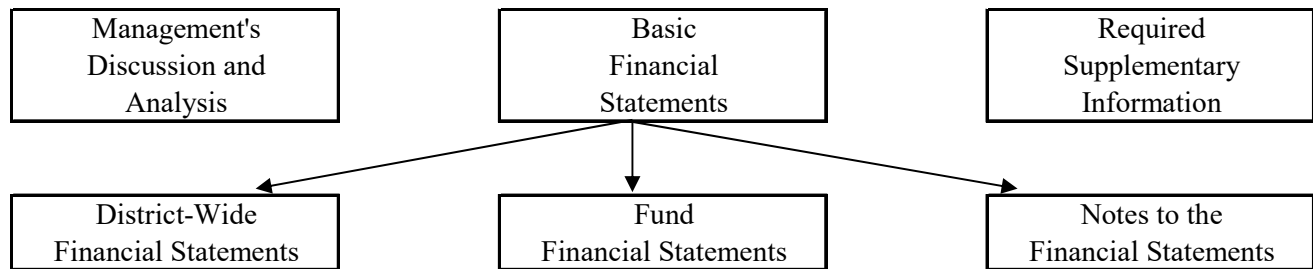 Management's
Discussion and
Analysis
Basic
Financial
Statements
Required
Supplementary
Information
District-Wide
Financial Statements
Fund
Financial Statements
Notes to the
Financial Statements